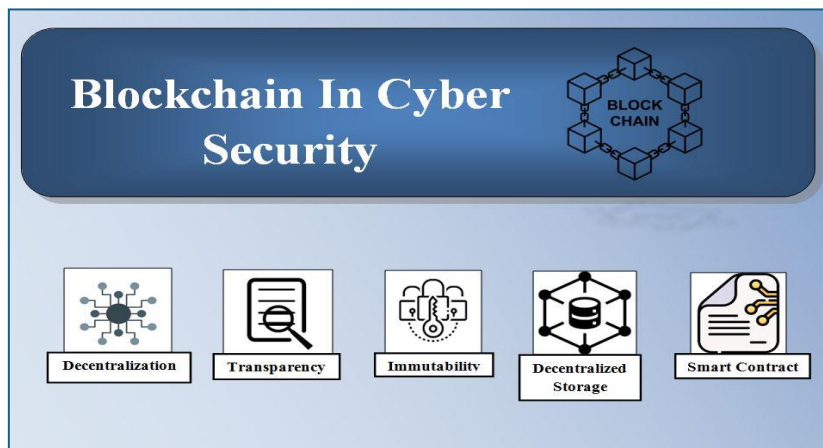 Blockchain In Cyber
Security
BLOCK
CHAIN
Decentralization
Transparency
Immutability
Decentralized
Storage
Smart Contract